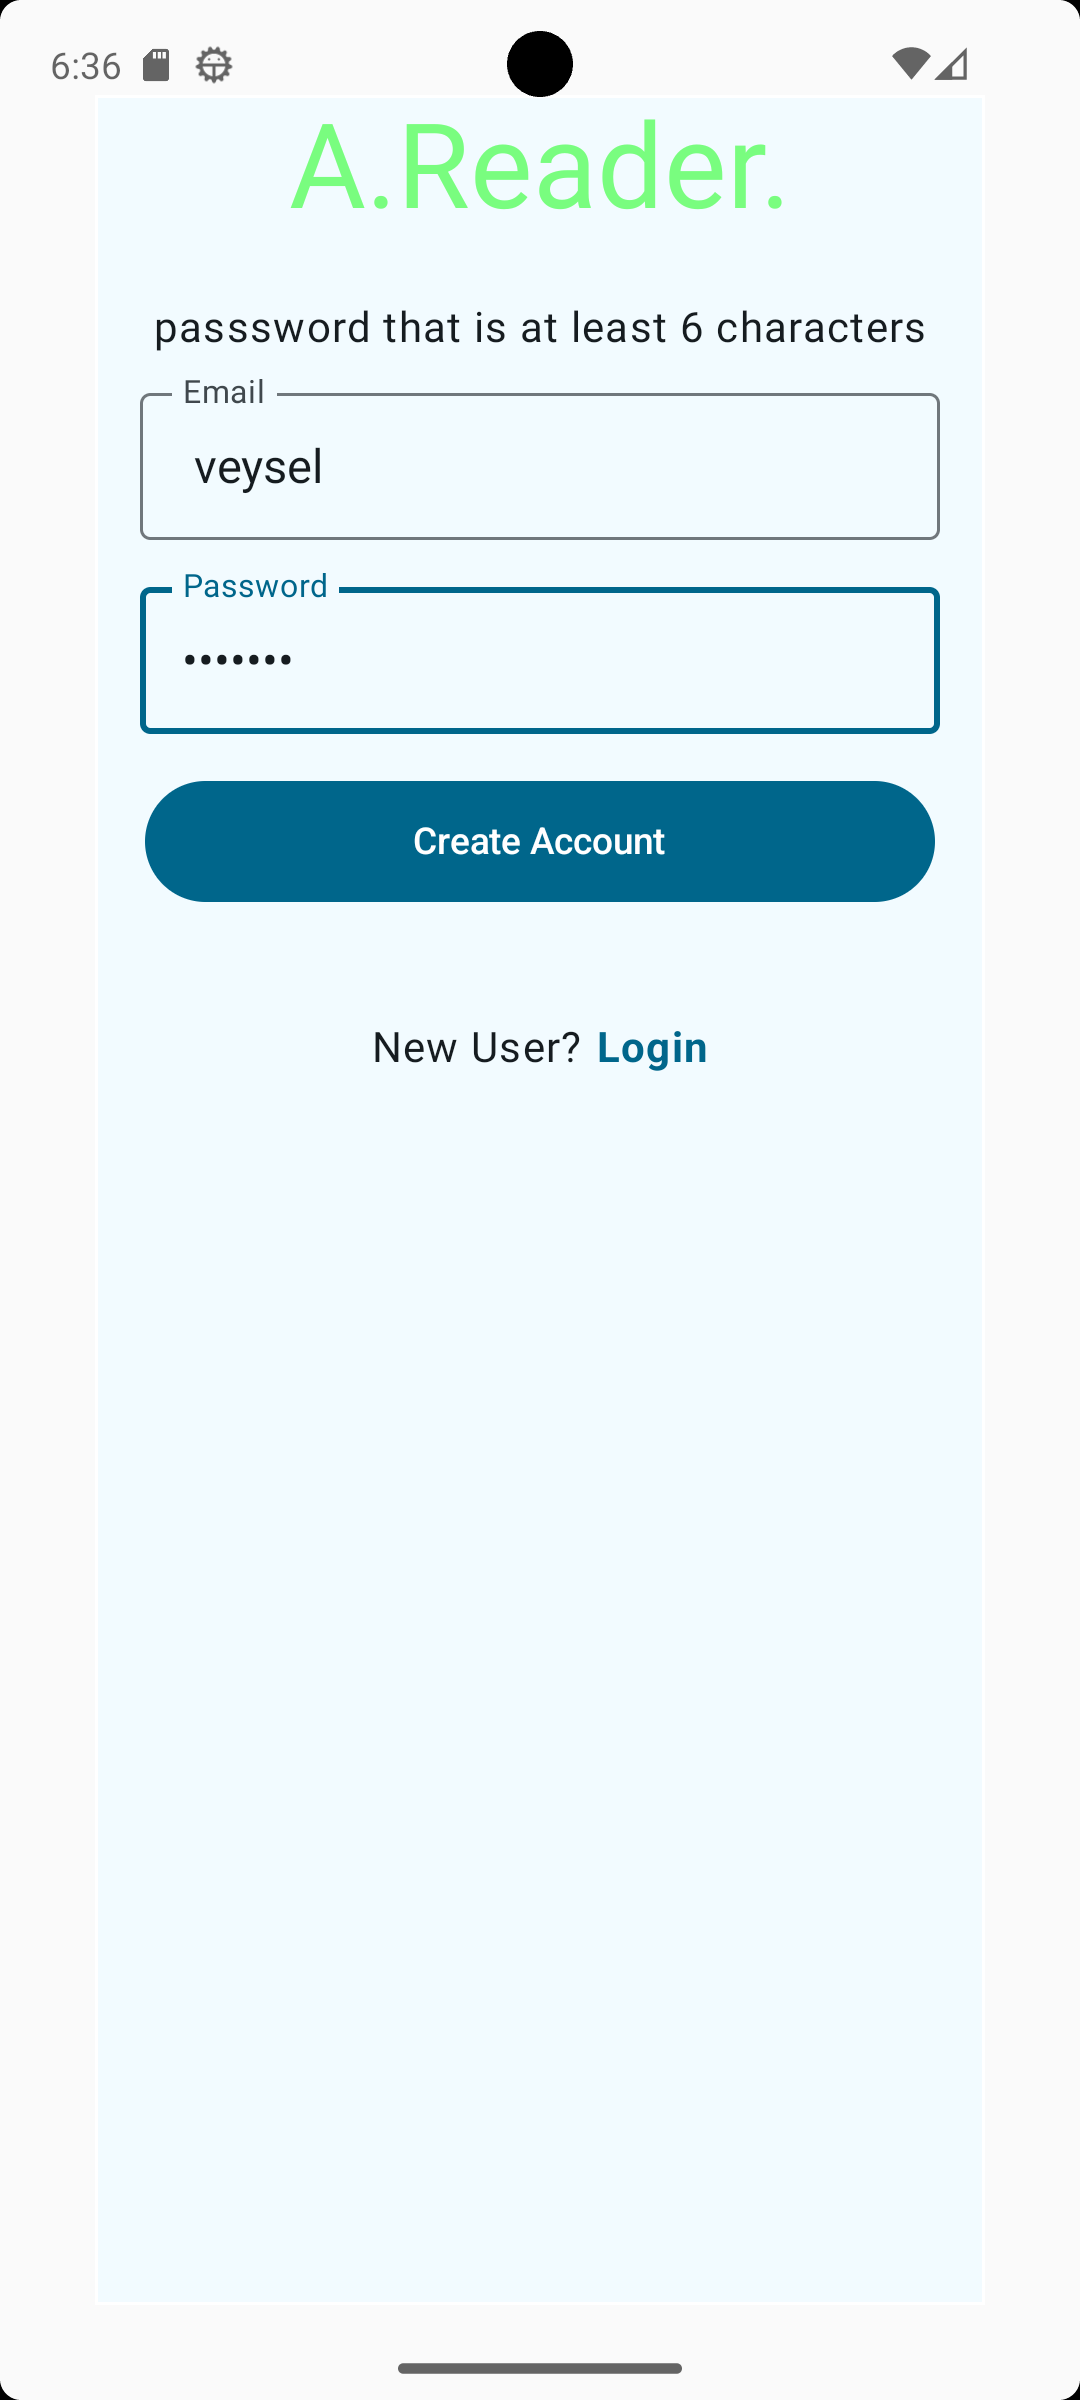 6:36
A.Reader.
passsword that is at least 6 characters
Email
veysel
Password
•••••••
Create Account
New User? Login